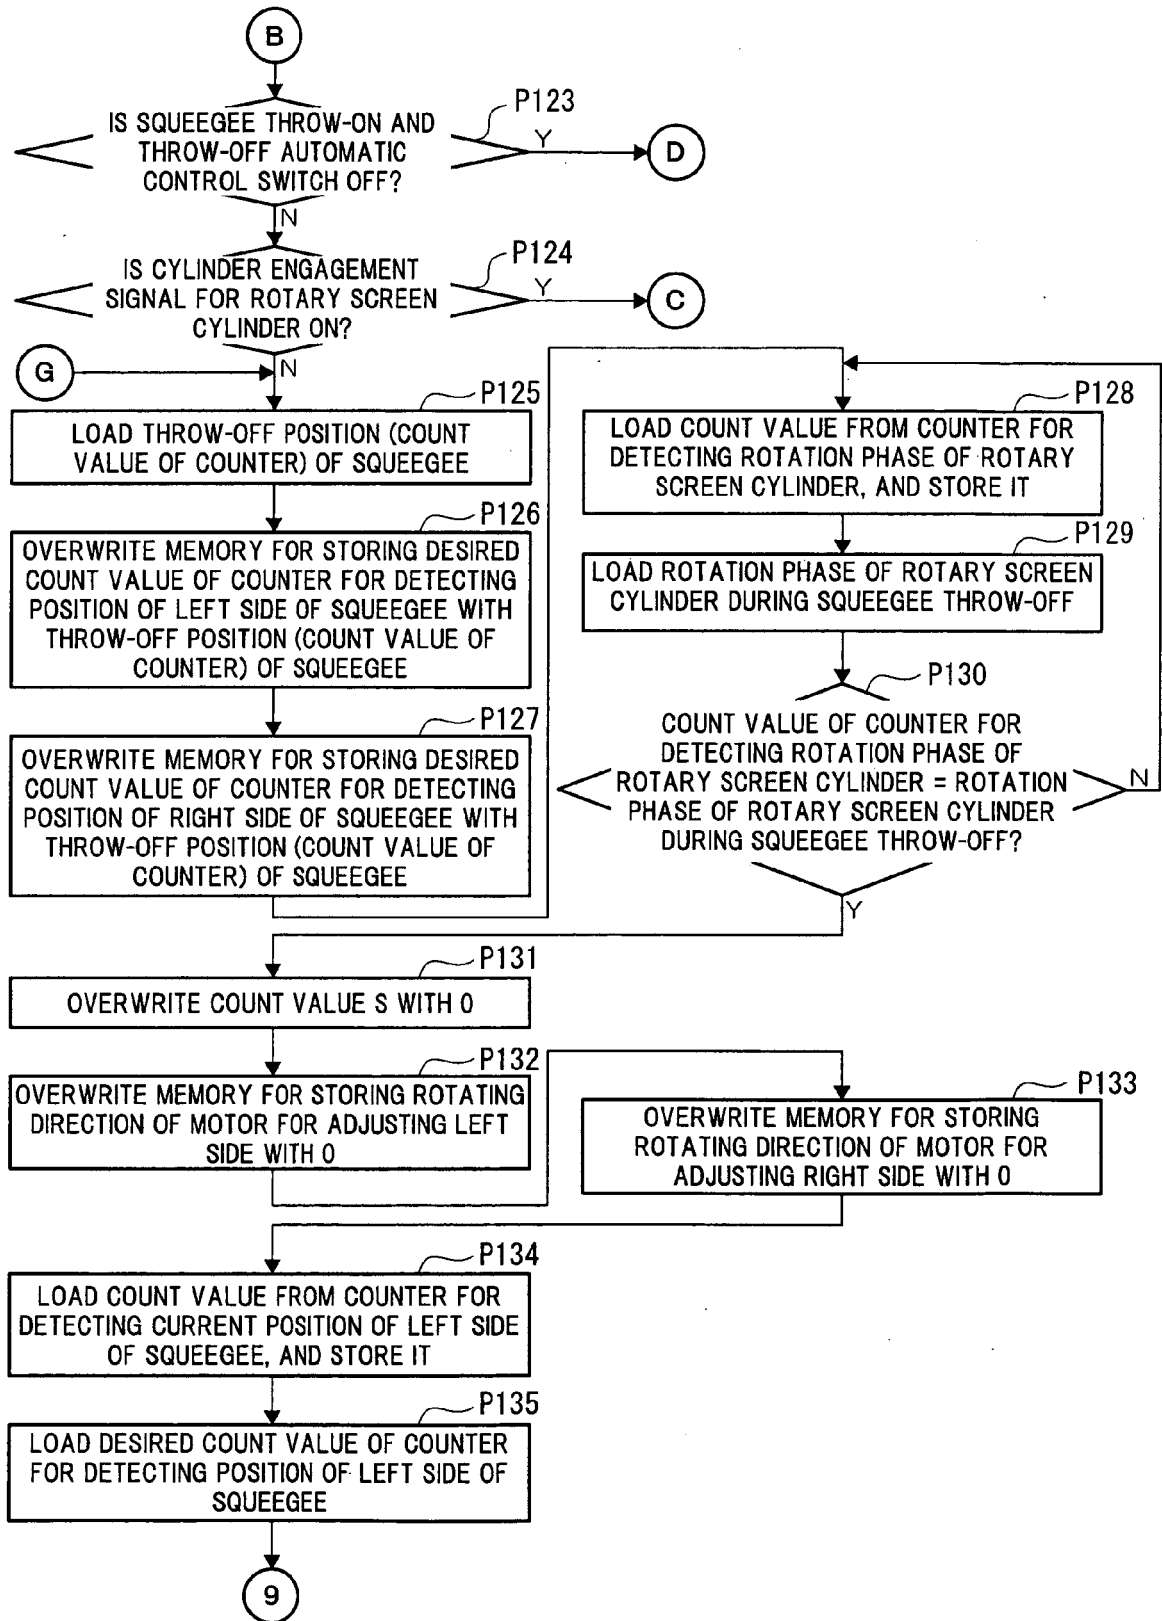 B
P123
IS SQUEEGEE THROW-ON AND
THROW-OFF AUTOMATIC
CONTROL SWITCH OFF?
Y
D
N
P124
IS CYLINDER ENGAGEMENT
SIGNAL FOR ROTARY SCREEN
CYLINDER ON?
Y
C
N
G
P125
LOAD THROW-OFF POSITION (COUNT
VALUE OF COUNTER) OF SQUEEGEE
P126
OVERWRITE MEMORY FOR STORING DESIRED
COUNT VALUE OF COUNTER FOR DETECTING
POSITION OF LEFT SIDE OF SQUEEGEE WITH
THROW-OFF POSITION (COUNT VALUE OF
COUNTER) OF SQUEEGEE
P127
OVERWRITE MEMORY FOR STORING DESIRED
COUNT VALUE OF COUNTER FOR DETECTING
POSITION OF RIGHT SIDE OF SQUEEGEE WITH
THROW-OFF POSITION (COUNT VALUE OF
COUNTER) OF SQUEEGEE
P128
LOAD COUNT VALUE FROM COUNTER FOR
DETECTING ROTATION PHASE OF ROTARY
SCREEN CYLINDER, AND STORE IT
P129
LOAD ROTATION PHASE OF ROTARY SCREEN
CYLINDER DURING SQUEEGEE THROW-OFF
P130
COUNT VALUE OF COUNTER FOR
DETECTING ROTATION PHASE OF
ROTARY SCREEN CYLINDER = ROTATION
PHASE OF ROTARY SCREEN CYLINDER
DURING SQUEEGEE THROW-OFF?
N
Y
P131
OVERWRITE COUNT VALUE S WITH 0
P132
OVERWRITE MEMORY FOR STORING ROTATING
DIRECTION OF MOTOR FOR ADJUSTING LEFT
SIDE WITH 0
P133
OVERWRITE MEMORY FOR STORING
ROTATING DIRECTION OF MOTOR FOR
ADJUSTING RIGHT SIDE WITH 0
P134
LOAD COUNT VALUE FROM COUNTER FOR
DETECTING CURRENT POSITION OF LEFT SIDE
OF SQUEEGEE, AND STORE IT
P135
LOAD DESIRED COUNT VALUE OF COUNTER
FOR DETECTING POSITION OF LEFT SIDE OF
SQUEEGEE
9